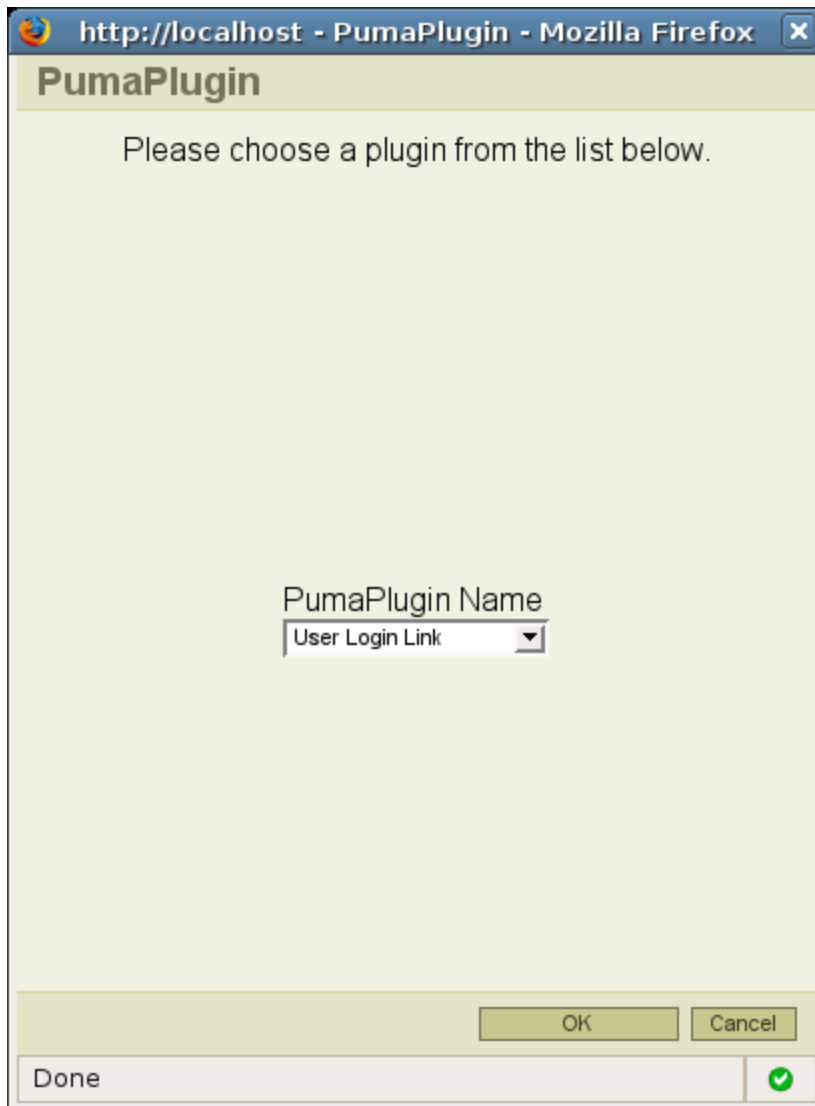 http://localhost - PumaPlugin - Mozilla Firefox
PumaPlugin
Please choose a plugin from the list below.
PumaPlugin Name
User Login Link
OK Cancel
Done